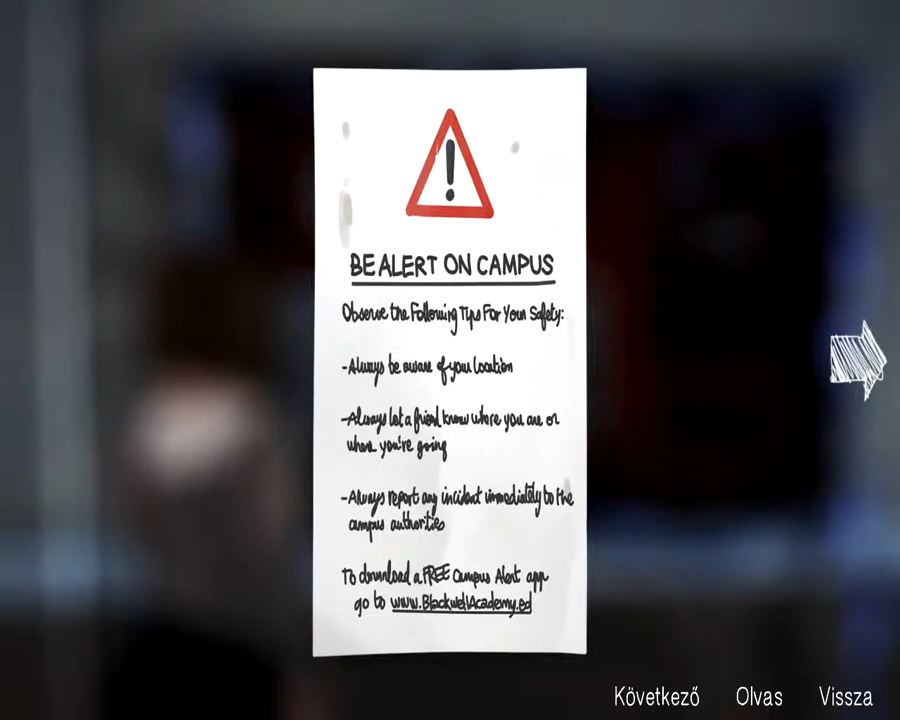 BE ALERT ON CAMPUS
Observe the Following Tips For Your Safety:
-Always be aware of your location
-Always let a friend know where you are or
where you're going
-Always report any incident immediately to the
campus authorities
To download a FREE Campus Alert app
go to www.BlackwellAcademy.ed
Következő Olvas Vissza